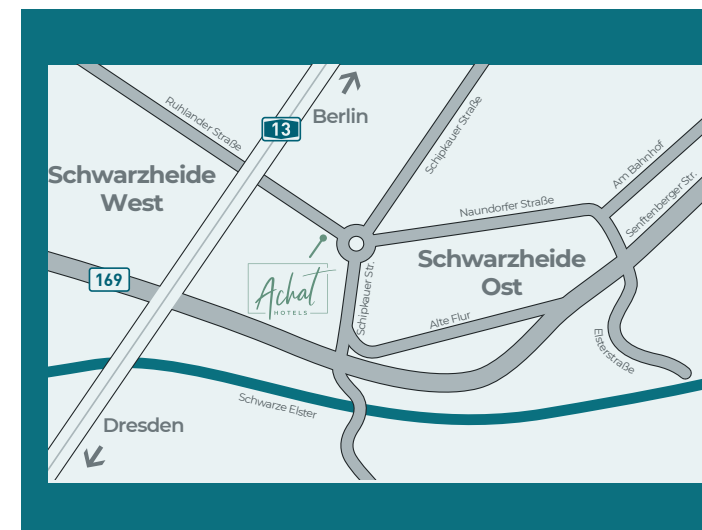 Berlin
Ruhlander Straße
13
Schipkauer Straße
Am Bahnhof
Schwarzheide
West
Naundorfer Straße
Senftenberger Str.
169
Achat
HOTELS
Schipkauer Str.
Schwarzheide
Ost
Alte Flur
Elsterstraße
Schwarze Elster
Dresden